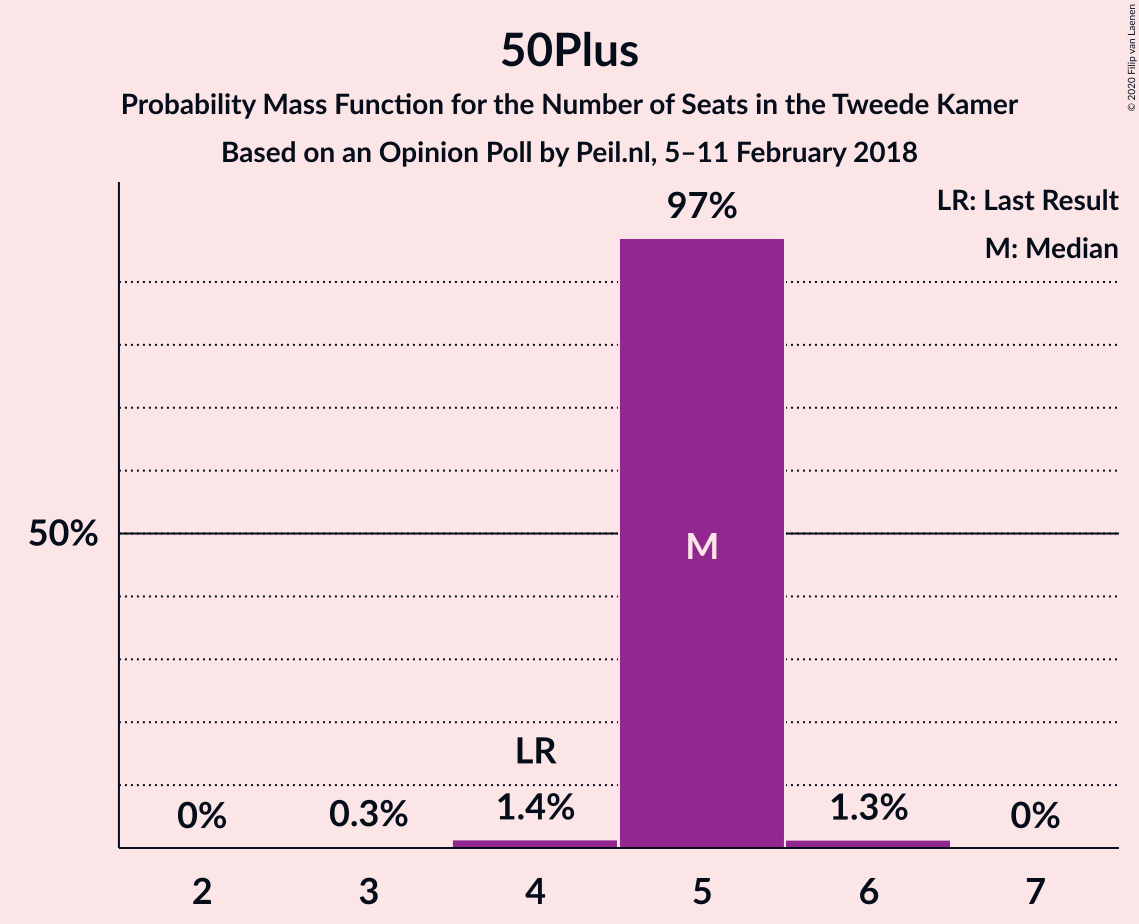 50Plus
Probability Mass Function for the Number of Seats in the Tweede Kamer
Based on an Opinion Poll by Peil.nl, 5–11 February 2018
© 2020 Filip van Laenen
LR: Last Result
M: Median
97%
50%
M
LR
0%
0.3%
1.4%
1.3%
0%
2
3
4
5
6
7